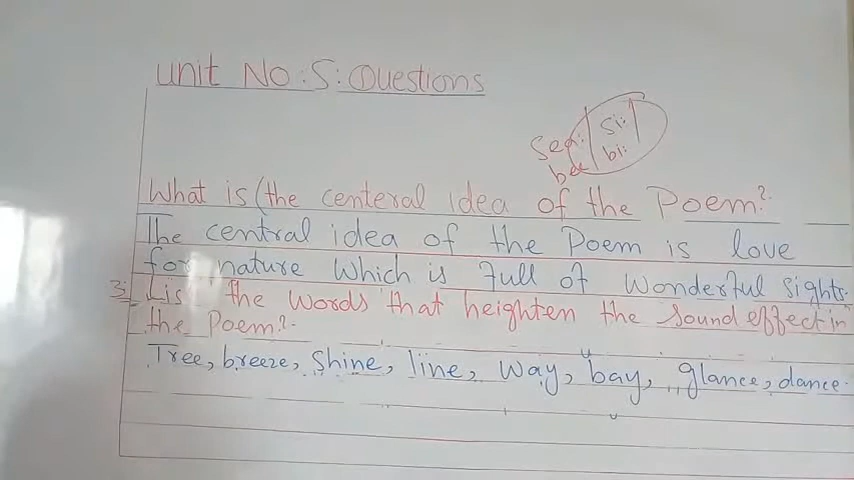 Unit No: 5: Questions
Sea: / si: /
bee bi:
What is (the centeral idea of the Poem?
The central idea of the Poem is love
for nature which is full of wonderful sights.
3: List the words that heighten the sound effect in
the Poem?
Tree, breeze, shine, line, way, bay, glance, dance.